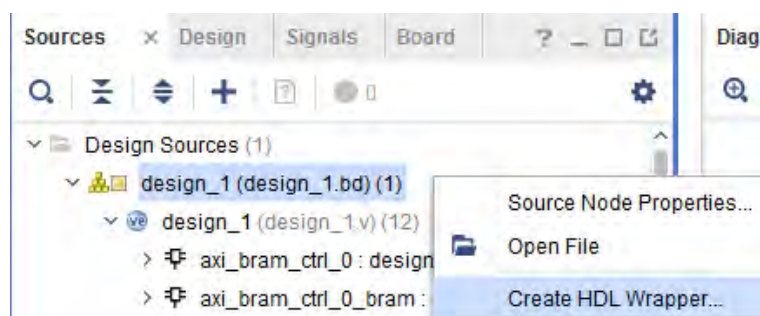 Sources × Design Signals Board ? Diag
0
Design Sources (1)
design_1 (design_1.bd) (1)
Source Node Properties...
design_1 (design_1.v) (12)
Open File
axi_bram_ctrl_0 : design
axi_bram_ctrl_0_bram :
Create HDL Wrapper...